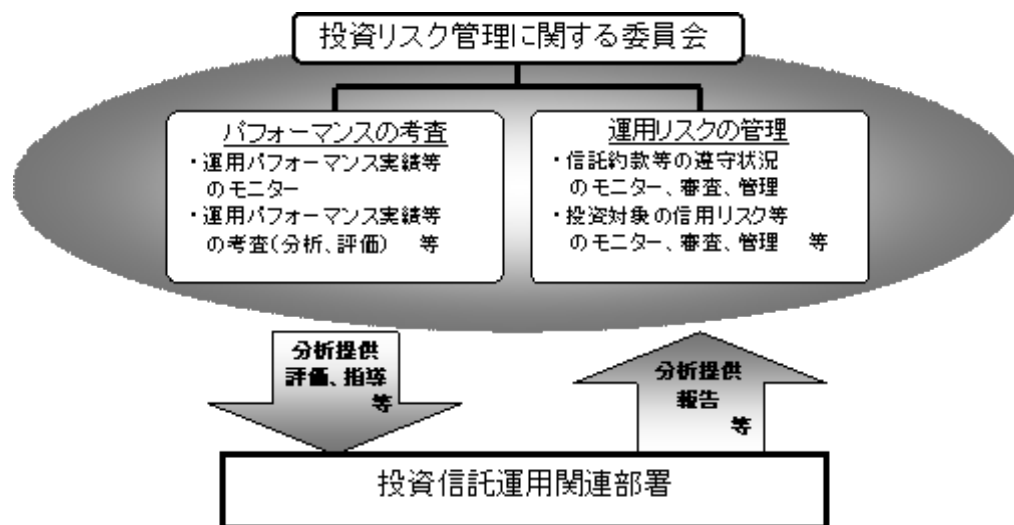 投資リスク管理に関する委員会
パフォーマンスの考査
・運用パフォーマンス実績等
のモニター
・運用パフォーマンス実績等
の考査(分析、評価) 等
運用リスクの管理
・信託約款等の遵守状況
のモニター、審査、管理
・投資対象の信用リスク等
のモニター、審査、管理 等
分析提供
評価、指導
等
分析提供
報告
等
投資信託運用関連部署